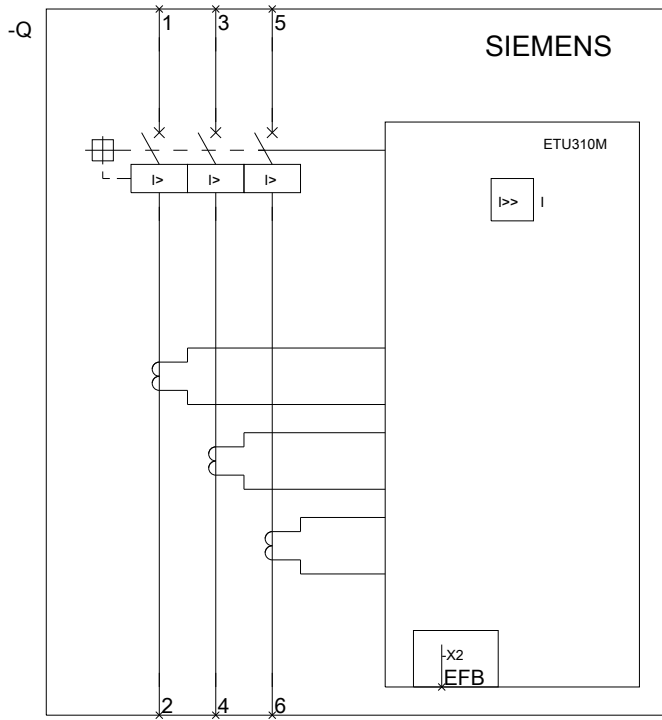 -Q
1 3 5
SIEMENS
ETU310M
I> I> I>
I>> I
-X2
EFB
2 4 6